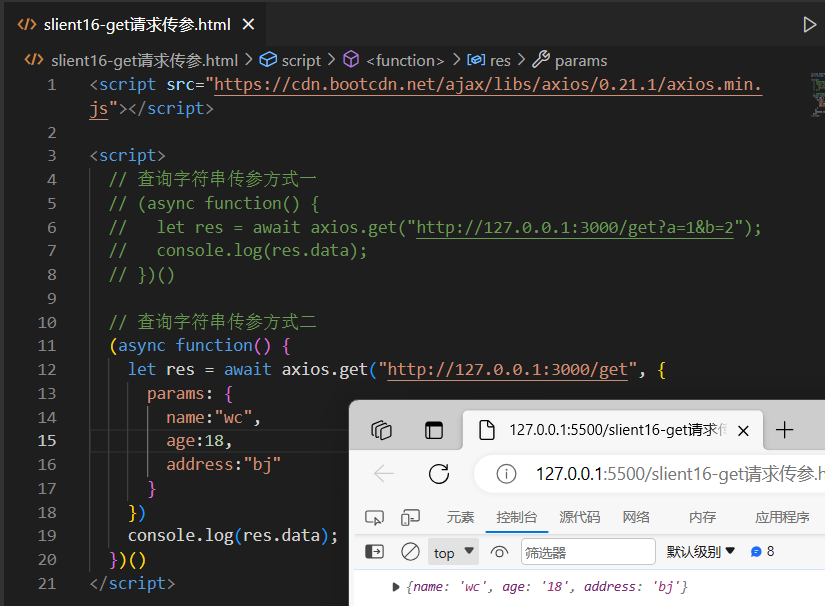 slient16-get请求传参.html
slient16-get请求传参.html > script > <function> > res > params
1 <script src="https://cdn.bootcdn.net/ajax/libs/axios/0.21.1/axios.min.
js"></script>
2
3 <script>
4 // 查询字符串传参方式一
5 // (async function() {
6 //   let res = await axios.get("http://127.0.0.1:3000/get?a=1&b=2");
7 //   console.log(res.data);
8 // })()
9
10 // 查询字符串传参方式二
11 (async function() {
12 let res = await axios.get("http://127.0.0.1:3000/get", {
13 params: {
14 name:"wc",
15 age:18,
16 address:"bj"
17 }
18 })
19 console.log(res.data);
20 })()
21 </script>
127.0.0.1:5500/slient16-get请求传
127.0.0.1:5500/slient16-get请求传参.h
元素 控制台 源代码 网络 内存 应用程序
top 筛选器 默认级别 8
{name: 'wc', age: '18', address: 'bj'}